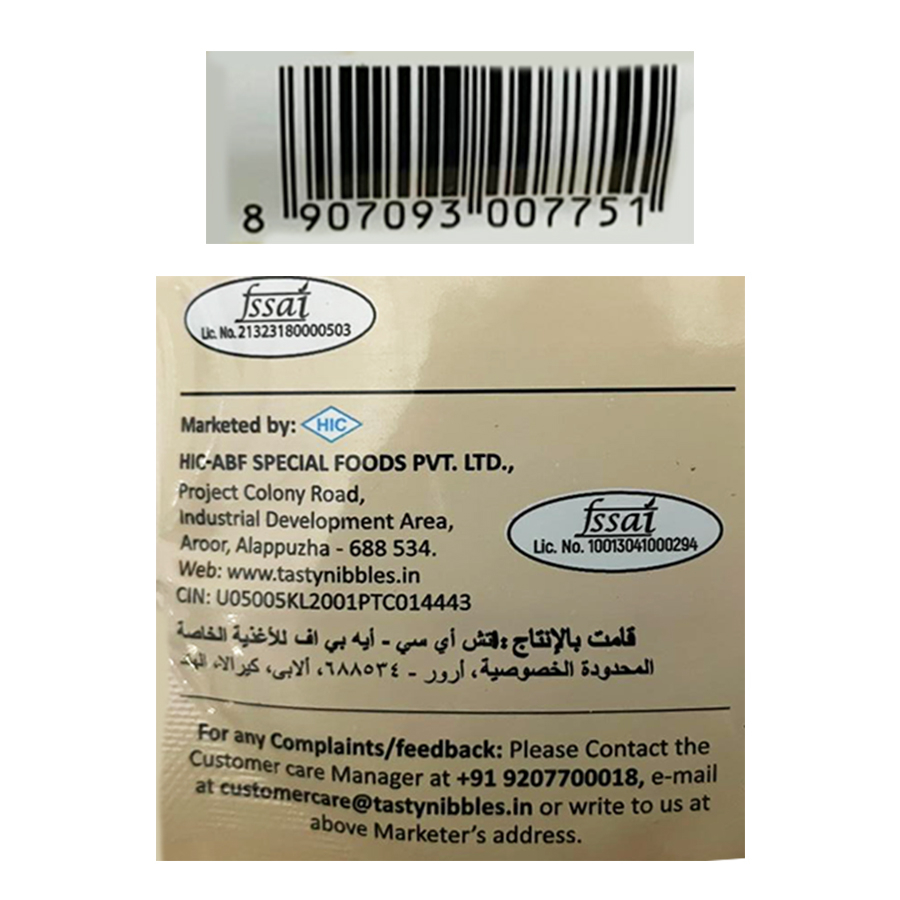 8 907093 007751
fssai
Lic. No. 21323180000503
Marketed by: HIC
HIC-ABF SPECIAL FOODS PVT. LTD.,
Project Colony Road,
Industrial Development Area,
Aroor, Alappuzha - 688 534.
Web: www.tastynibbles.in
CIN: U05005KL2001PTC014443
fssai
Lic. No. 10013041000294
قامت بالإنتاج: اتش أي سي - أيه بي اف للأغذية الخاصة
المحدودة الخصوصية، أرور - ٦٨٨٥٣٤، ألابي، كيرالا، الهند
For any Complaints/feedback: Please Contact the
Customer care Manager at +91 9207700018, e-mail
at customercare@tastynibbles.in or write to us at
above Marketer's address.